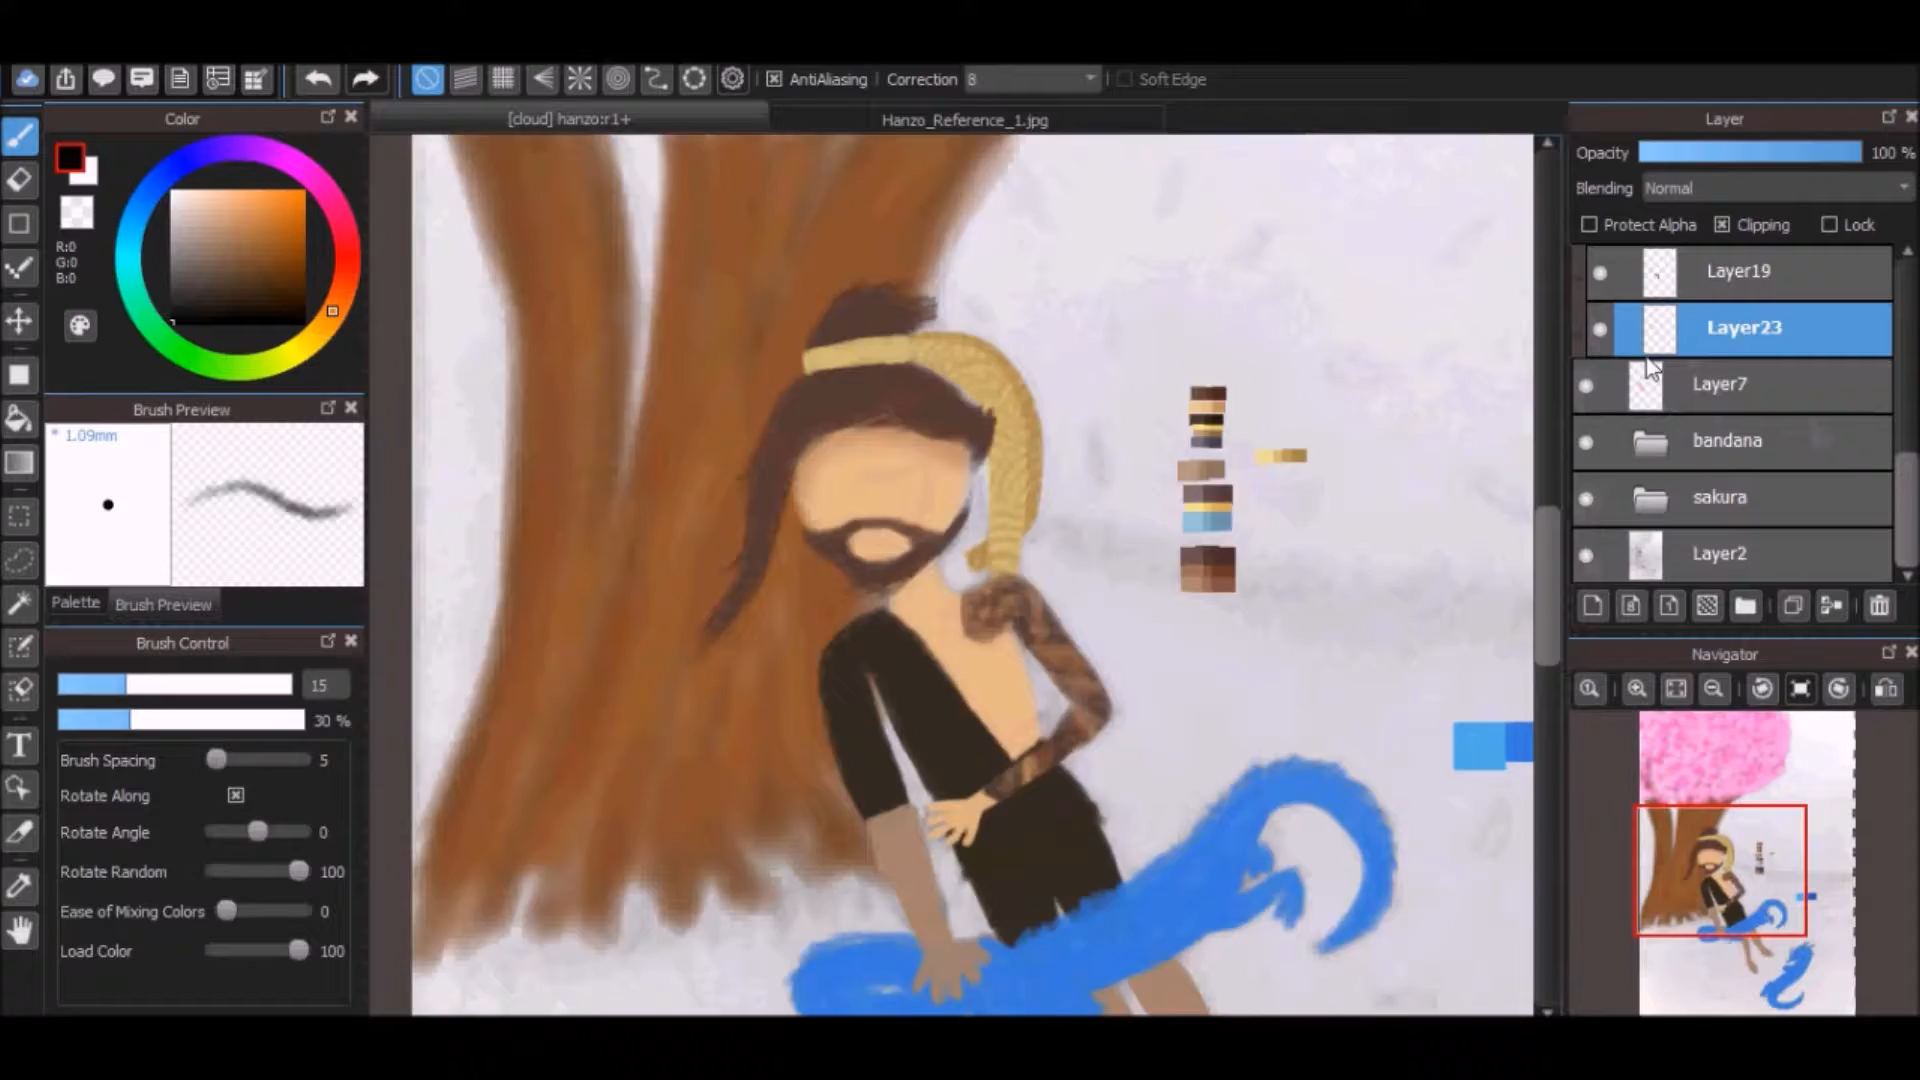 AntiAliasing Correction 8 Soft Edge
Color
[cloud] hanzo:r1+
Hanzo_Reference_1.jpg
Layer
R:0
G:0
B:0
Opacity 100 %
Blending Normal
Protect Alpha Clipping Lock
Layer19
Layer23
Layer7
bandana
sakura
Layer2
Brush Preview
* 1.09mm
Palette Brush Preview
Brush Control
15
30 %
Brush Spacing 5
Rotate Along
Rotate Angle 0
Rotate Random 100
Ease of Mixing Colors 0
Load Color 100
8
1
T
Navigator